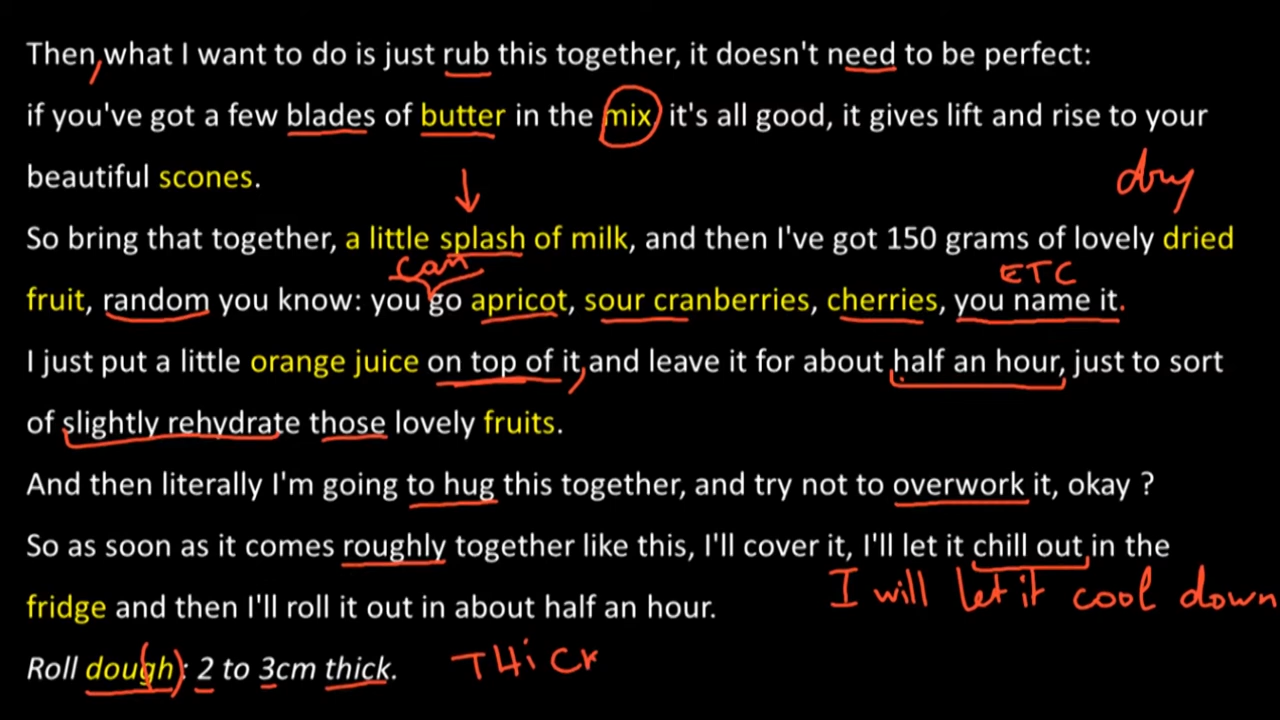 Then, what I want to do is just rub this together, it doesn't need to be perfect:
if you've got a few blades of butter in the mix it's all good, it gives lift and rise to your
beautiful scones.
dry
So bring that together, a little splash of milk, and then I've got 150 grams of lovely dried
can
ETC
fruit, random you know: you go apricot, sour cranberries, cherries, you name it.
I just put a little orange juice on top of it, and leave it for about half an hour, just to sort
of slightly rehydrate those lovely fruits.
And then literally I'm going to hug this together, and try not to overwork it, okay ?
So as soon as it comes roughly together like this, I'll cover it, I'll let it chill out in the
I will let it cool down
fridge and then I'll roll it out in about half an hour.
Roll dough : 2 to 3cm thick.
THiCK